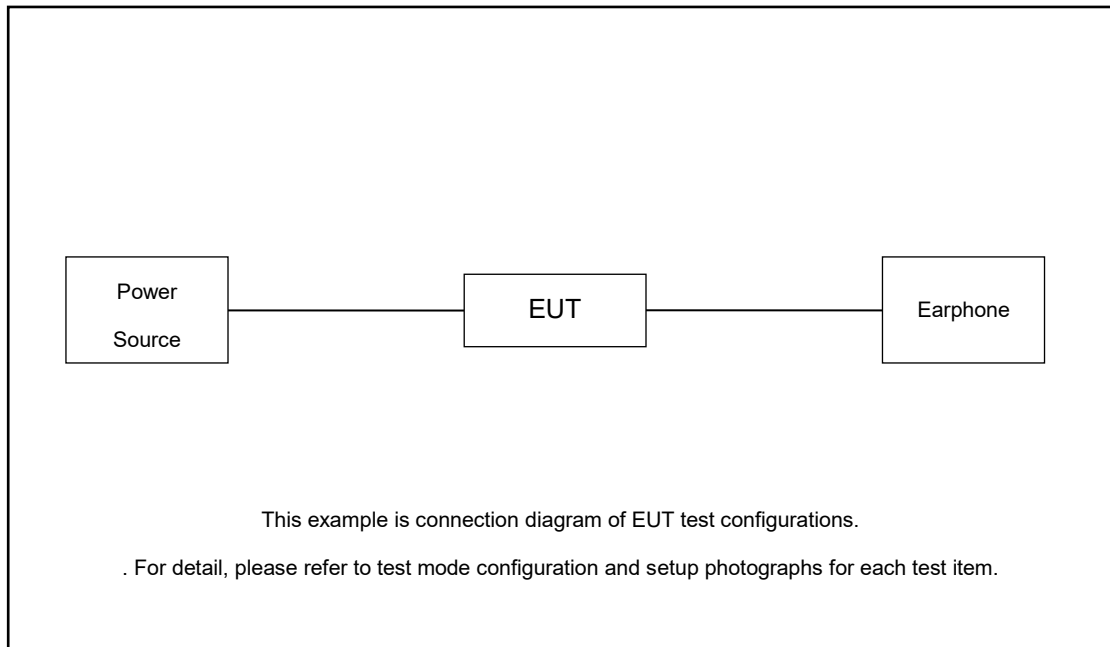 Power
Source
EUT
Earphone
This example is connection diagram of EUT test configurations.
. For detail, please refer to test mode configuration and setup photographs for each test item.